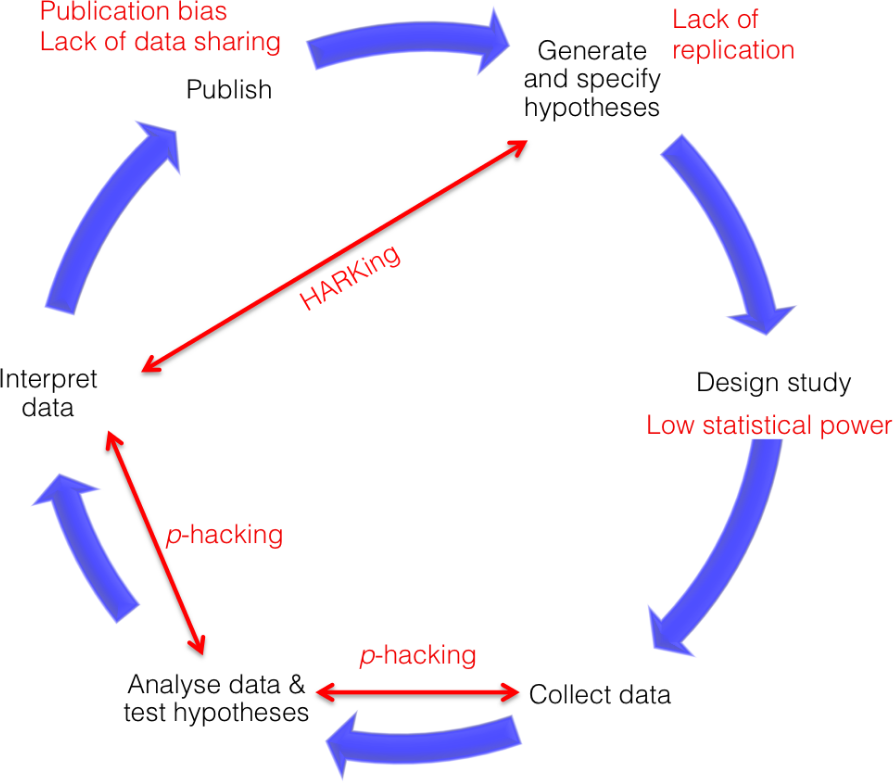 Publication bias
Lack of data sharing
Publish
Generate
and specify
hypotheses
Lack of
replication
HARKing
Interpret
data
Design study
Low statistical power
p-hacking
p-hacking
Analyse data &
test hypotheses
Collect data